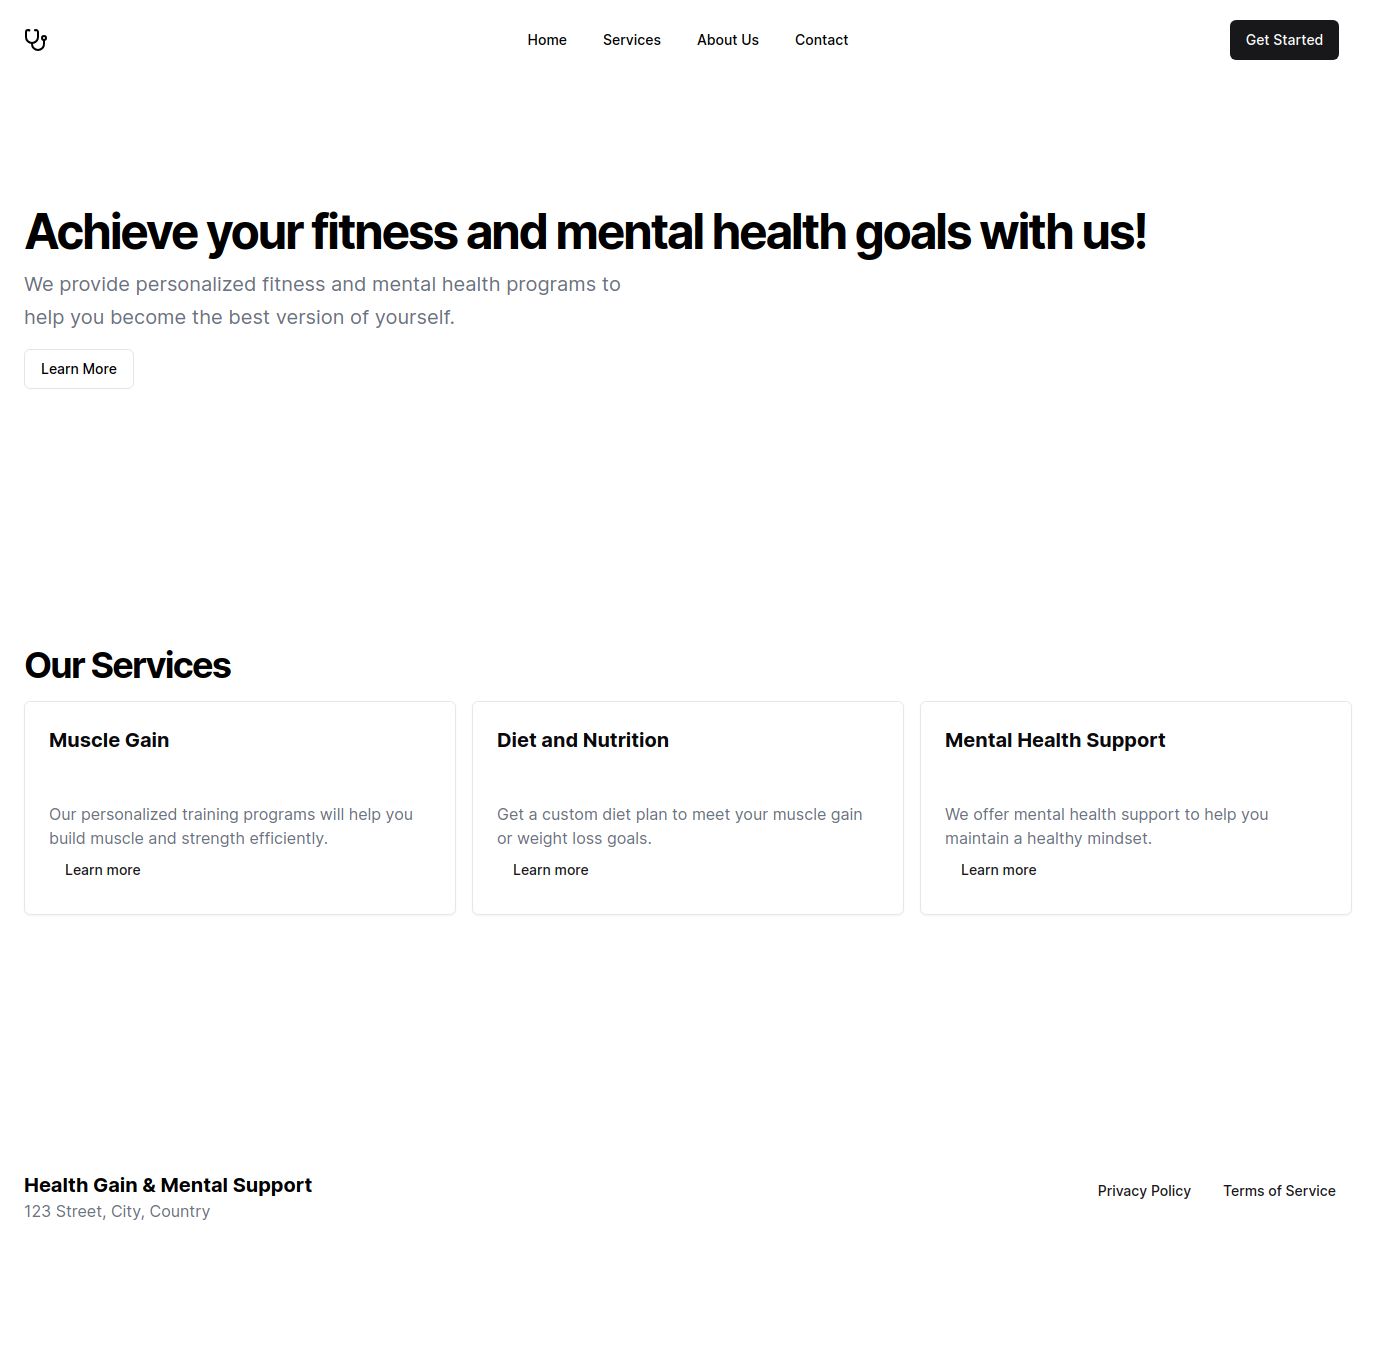 Home Services About Us Contact Get Started
Achieve your fitness and mental health goals with us!
We provide personalized fitness and mental health programs to
help you become the best version of yourself.
Learn More
Our Services
Muscle Gain
Our personalized training programs will help you
build muscle and strength efficiently.
Learn more
Diet and Nutrition
Get a custom diet plan to meet your muscle gain
or weight loss goals.
Learn more
Mental Health Support
We offer mental health support to help you
maintain a healthy mindset.
Learn more
Health Gain & Mental Support
123 Street, City, Country
Privacy Policy Terms of Service